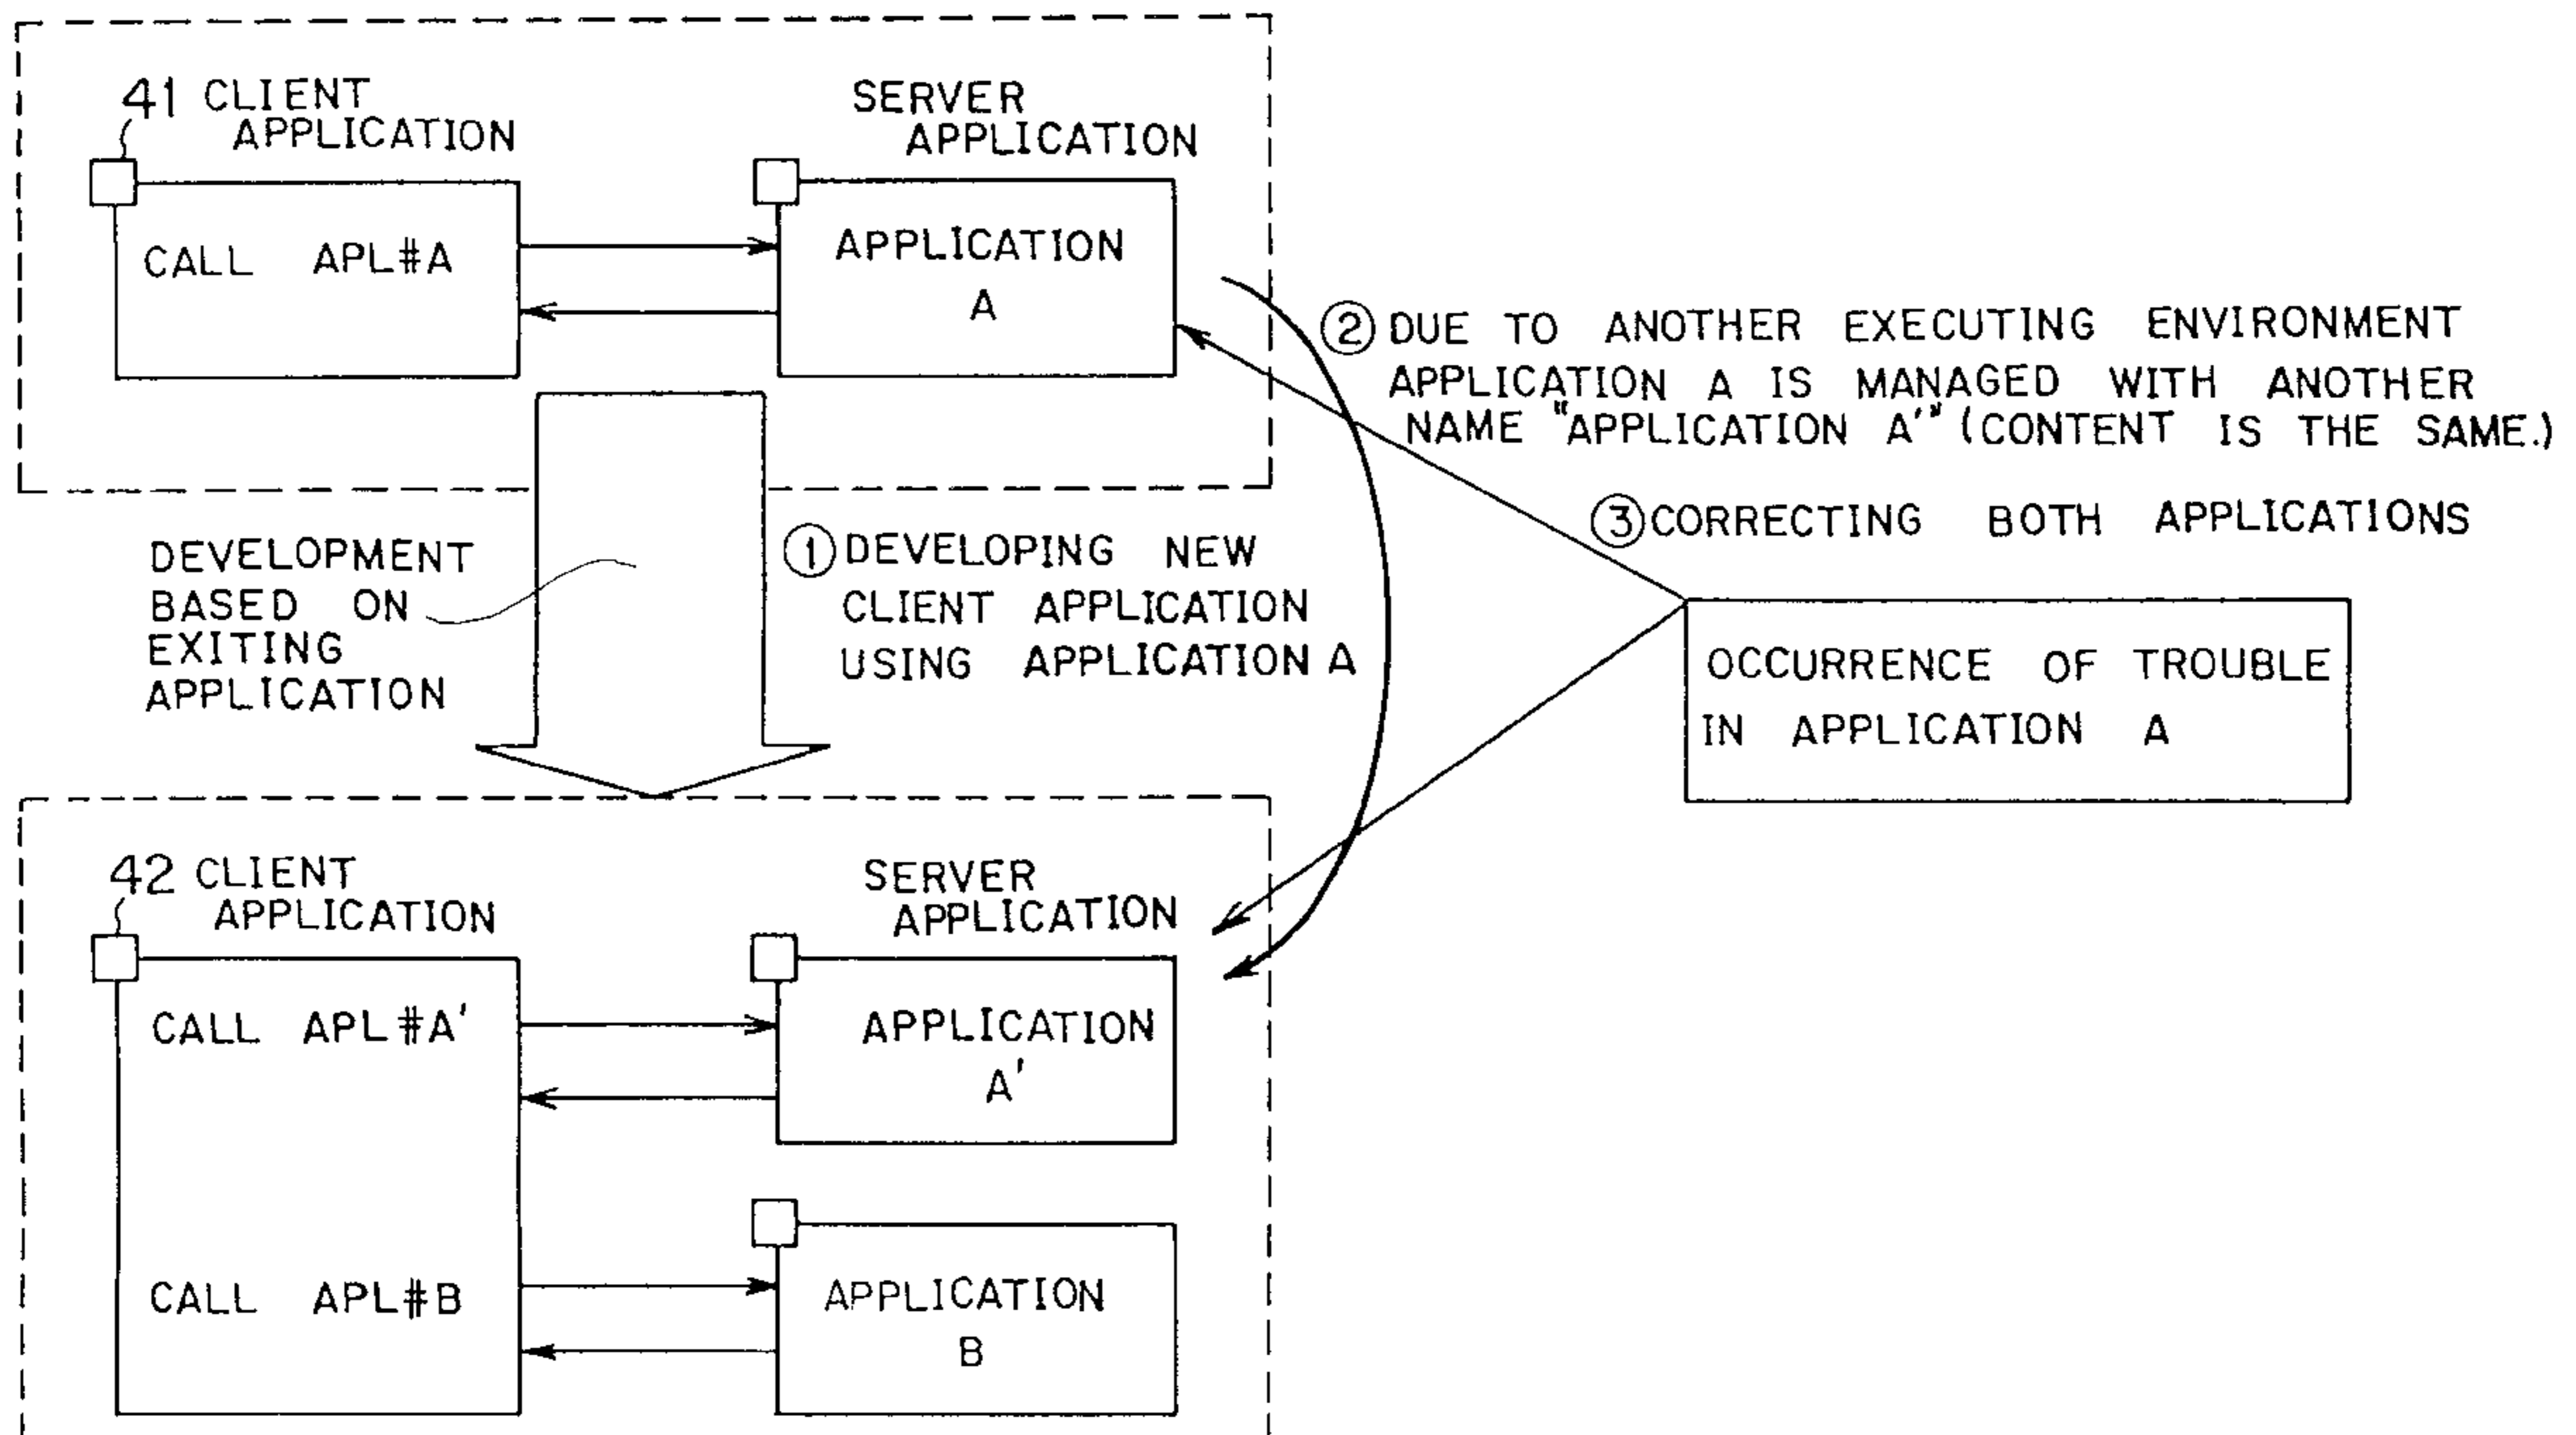 41 CLIENT
APPLICATION
SERVER
APPLICATION
CALL APL#A
APPLICATION
A
② DUE TO ANOTHER EXECUTING ENVIRONMENT
APPLICATION A IS MANAGED WITH ANOTHER
NAME "APPLICATION A'" (CONTENT IS THE SAME.)
③ CORRECTING BOTH APPLICATIONS
DEVELOPMENT
BASED ON
EXITING
APPLICATION
① DEVELOPING NEW
CLIENT APPLICATION
USING APPLICATION A
OCCURRENCE OF TROUBLE
IN APPLICATION A
42 CLIENT
APPLICATION
SERVER
APPLICATION
CALL APL#A'
APPLICATION
A'
CALL APL#B
APPLICATION
B